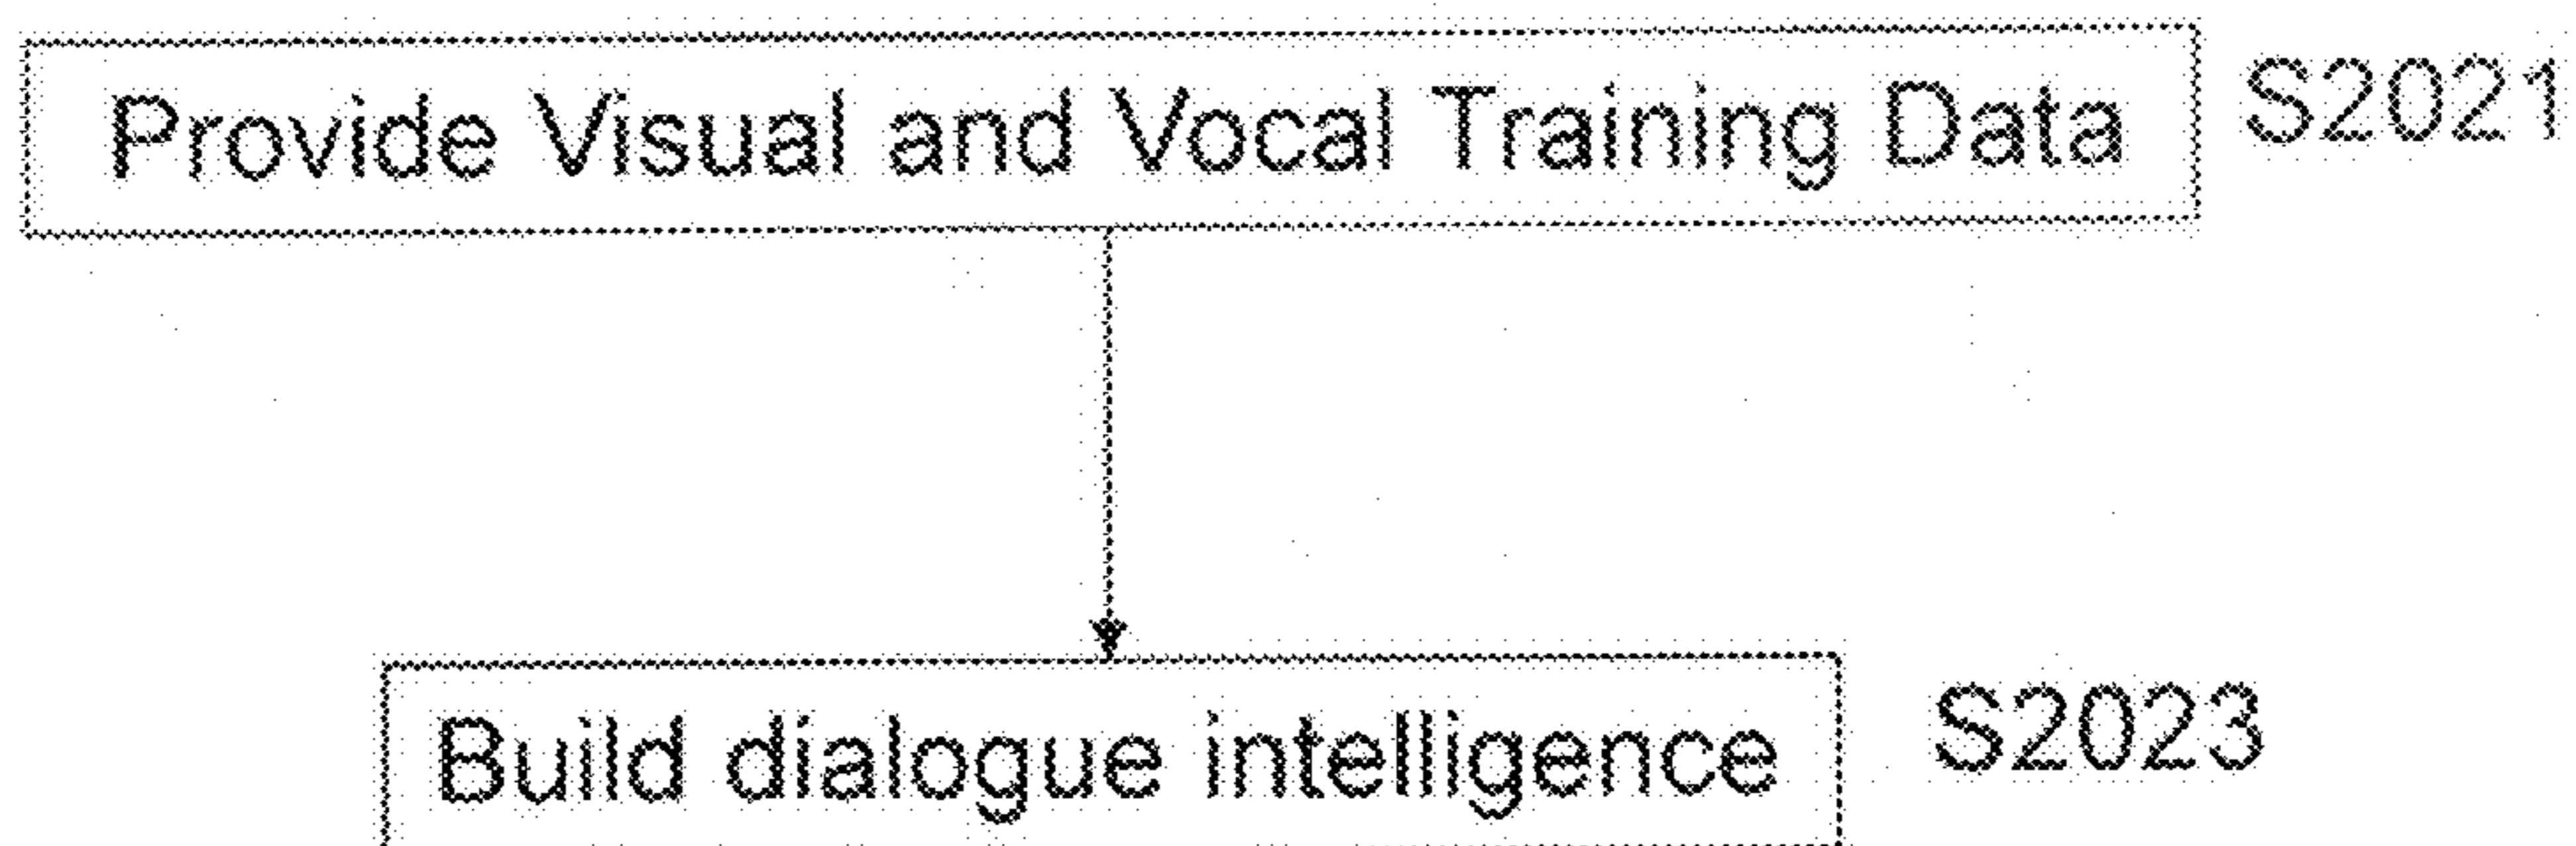 Provide Visual and Vocal Training Data S2021
Build dialogue intelligence S2023